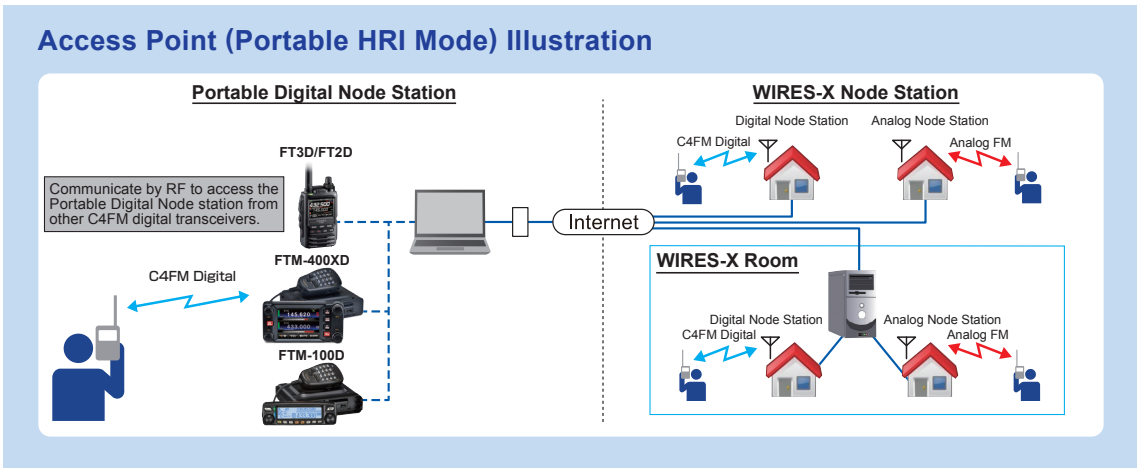 Access Point (Portable HRI Mode) Illustration
Portable Digital Node Station
FT3D/FT2D
Communicate by RF to access the
Portable Digital Node station from
other C4FM digital transceivers.
C4FM Digital
FTM-400XD
145.620
433.000
FTM-100D
Internet
WIRES-X Node Station
Digital Node Station
Analog Node Station
C4FM Digital
Analog FM
WIRES-X Room
Digital Node Station
Analog Node Station
C4FM Digital
Analog FM